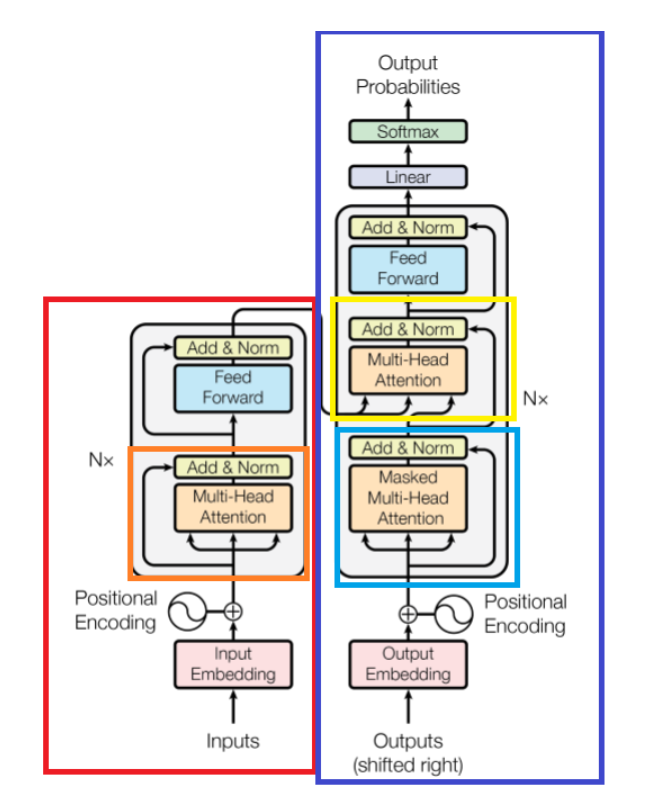 Output
Probabilities
Softmax
Linear
Add & Norm
Feed
Forward
Add & Norm
Multi-Head
Attention
Nx
Add & Norm
Masked
Multi-Head
Attention
Positional
Encoding
Output
Embedding
Outputs
(shifted right)
Add & Norm
Feed
Forward
Nx
Add & Norm
Multi-Head
Attention
Positional
Encoding
Input
Embedding
Inputs